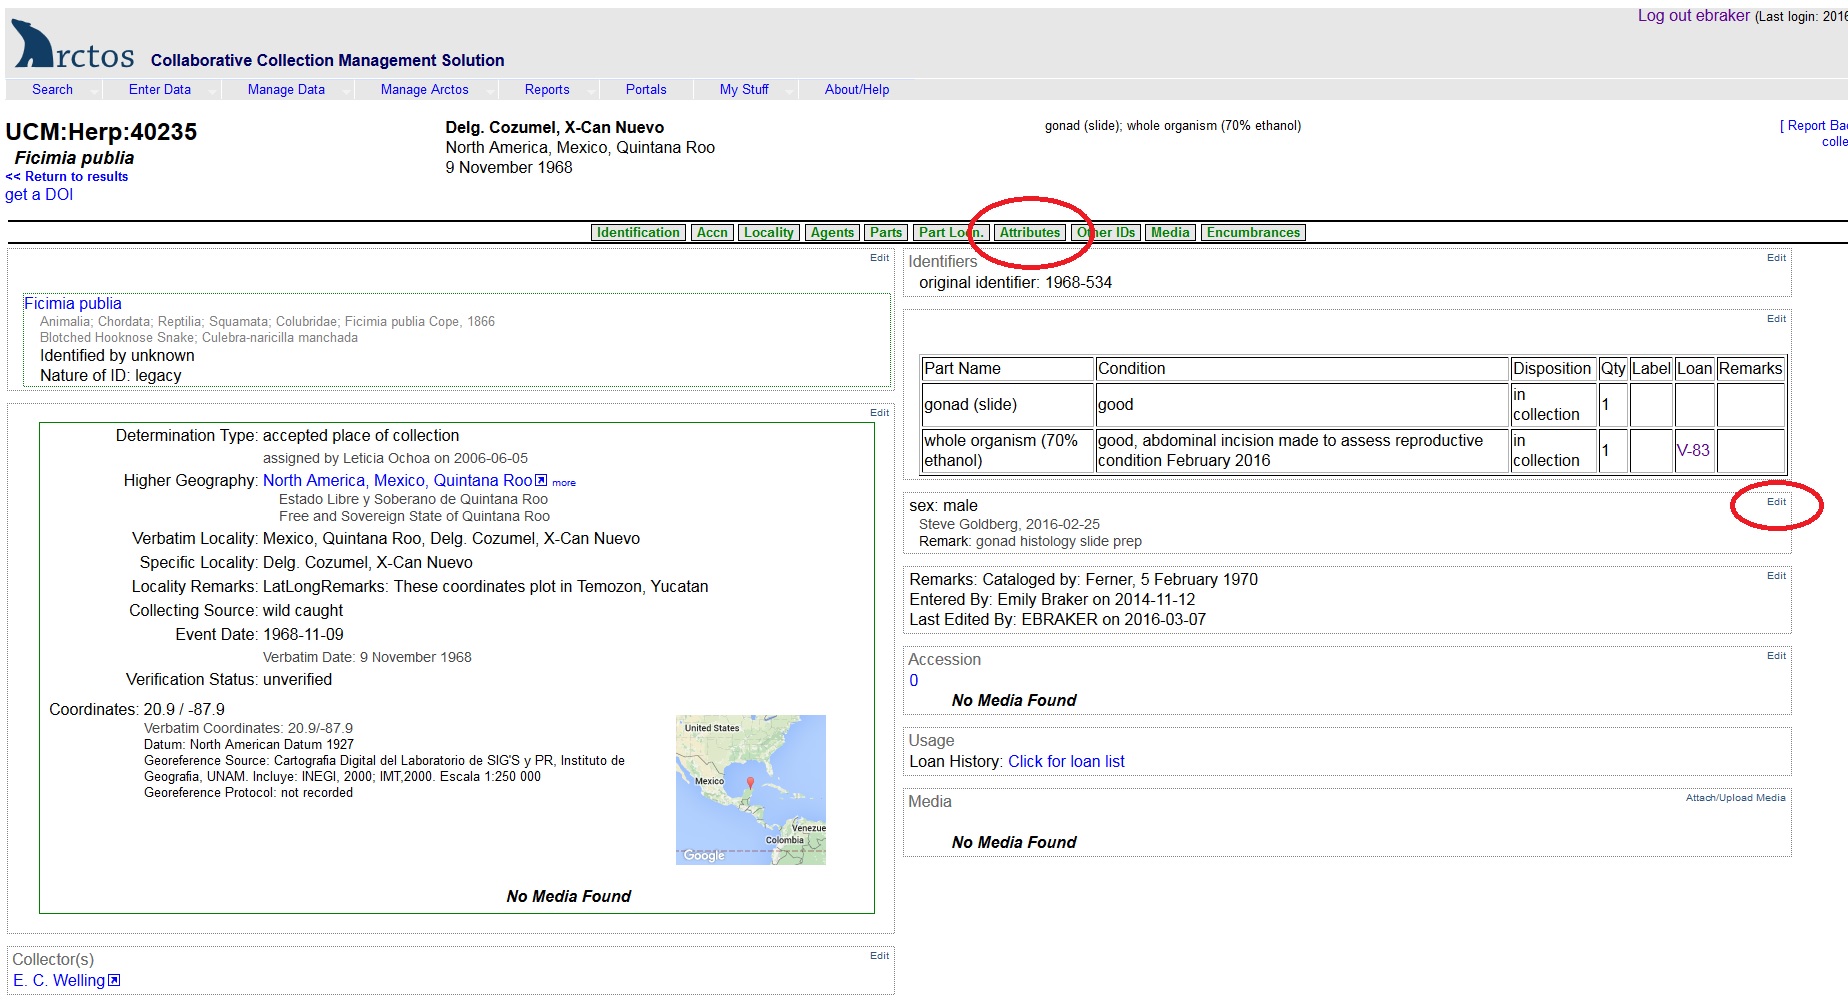 Log out ebraker (Last login: 2016
Arctos Collaborative Collection Management Solution
Search Enter Data Manage Data Manage Arctos Reports Portals My Stuff About/Help
UCM:Herp:40235
Ficimia publia
<< Return to results
get a DOI
Delg. Cozumel, X-Can Nuevo
North America, Mexico, Quintana Roo
9 November 1968
gonad (slide); whole organism (70% ethanol)
[ Report Ba
colle
Identification Accn Locality Agents Parts Part Locn. Attributes Other IDs Media Encumbrances
Edit
Ficimia publia
Animalia; Chordata; Reptilia; Squamata; Colubridae; Ficimia publia Cope, 1866
Blotched Hooknose Snake; Culebra-naricilla manchada
Identified by unknown
Nature of ID: legacy
Edit
Determination Type: accepted place of collection
assigned by Leticia Ochoa on 2006-06-05
Higher Geography: North America, Mexico, Quintana Roo more
Estado Libre y Soberano de Quintana Roo
Free and Sovereign State of Quintana Roo
Verbatim Locality: Mexico, Quintana Roo, Delg. Cozumel, X-Can Nuevo
Specific Locality: Delg. Cozumel, X-Can Nuevo
Locality Remarks: LatLongRemarks: These coordinates plot in Temozon, Yucatan
Collecting Source: wild caught
Event Date: 1968-11-09
Verbatim Date: 9 November 1968
Verification Status: unverified
Coordinates: 20.9 / -87.9
Verbatim Coordinates: 20.9/-87.9
Datum: North American Datum 1927
Georeference Source: Cartografia Digital del Laboratorio de SIG'S y PR, Instituto de
Geografia, UNAM. Incluye: INEGI, 2000; IMT,2000. Escala 1:250 000
Georeference Protocol: not recorded
United States
Mexico
Venezue
Colombia
Google
No Media Found
Collector(s) Edit
E. C. Welling
Identifiers Edit
original identifier: 1968-534
Edit
Part Name Condition Disposition Qty Label Loan Remarks
gonad (slide) good in collection 1
whole organism (70% ethanol) good, abdominal incision made to assess reproductive condition February 2016 in collection 1 V-83
sex: male Edit
Steve Goldberg, 2016-02-25
Remark: gonad histology slide prep
Remarks: Cataloged by: Ferner, 5 February 1970 Edit
Entered By: Emily Braker on 2014-11-12
Last Edited By: EBRAKER on 2016-03-07
Accession Edit
0
No Media Found
Usage
Loan History: Click for loan list
Media Attach/Upload Media
No Media Found